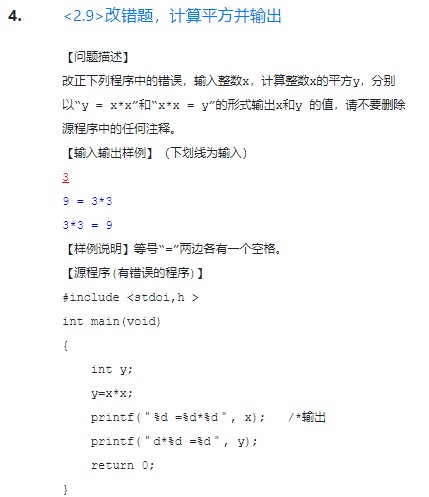 4. <2.9>改错题，计算平方并输出
【问题描述】
改正下列程序中的错误，输入整数x，计算整数x的平方y，分别
以“y = x*x”和“x*x = y”的形式输出x和y 的值，请不要删除
源程序中的任何注释。
【输入输出样例】（下划线为输入）
3
9 = 3*3
3*3 = 9
【样例说明】等号“=”两边各有一个空格。
【源程序(有错误的程序)】
#include <stdoi,h >
int main(void)
{
int y;
y=x*x;
printf("%d =%d*%d", x); /*输出
printf("d*%d =%d", y);
return 0;
}